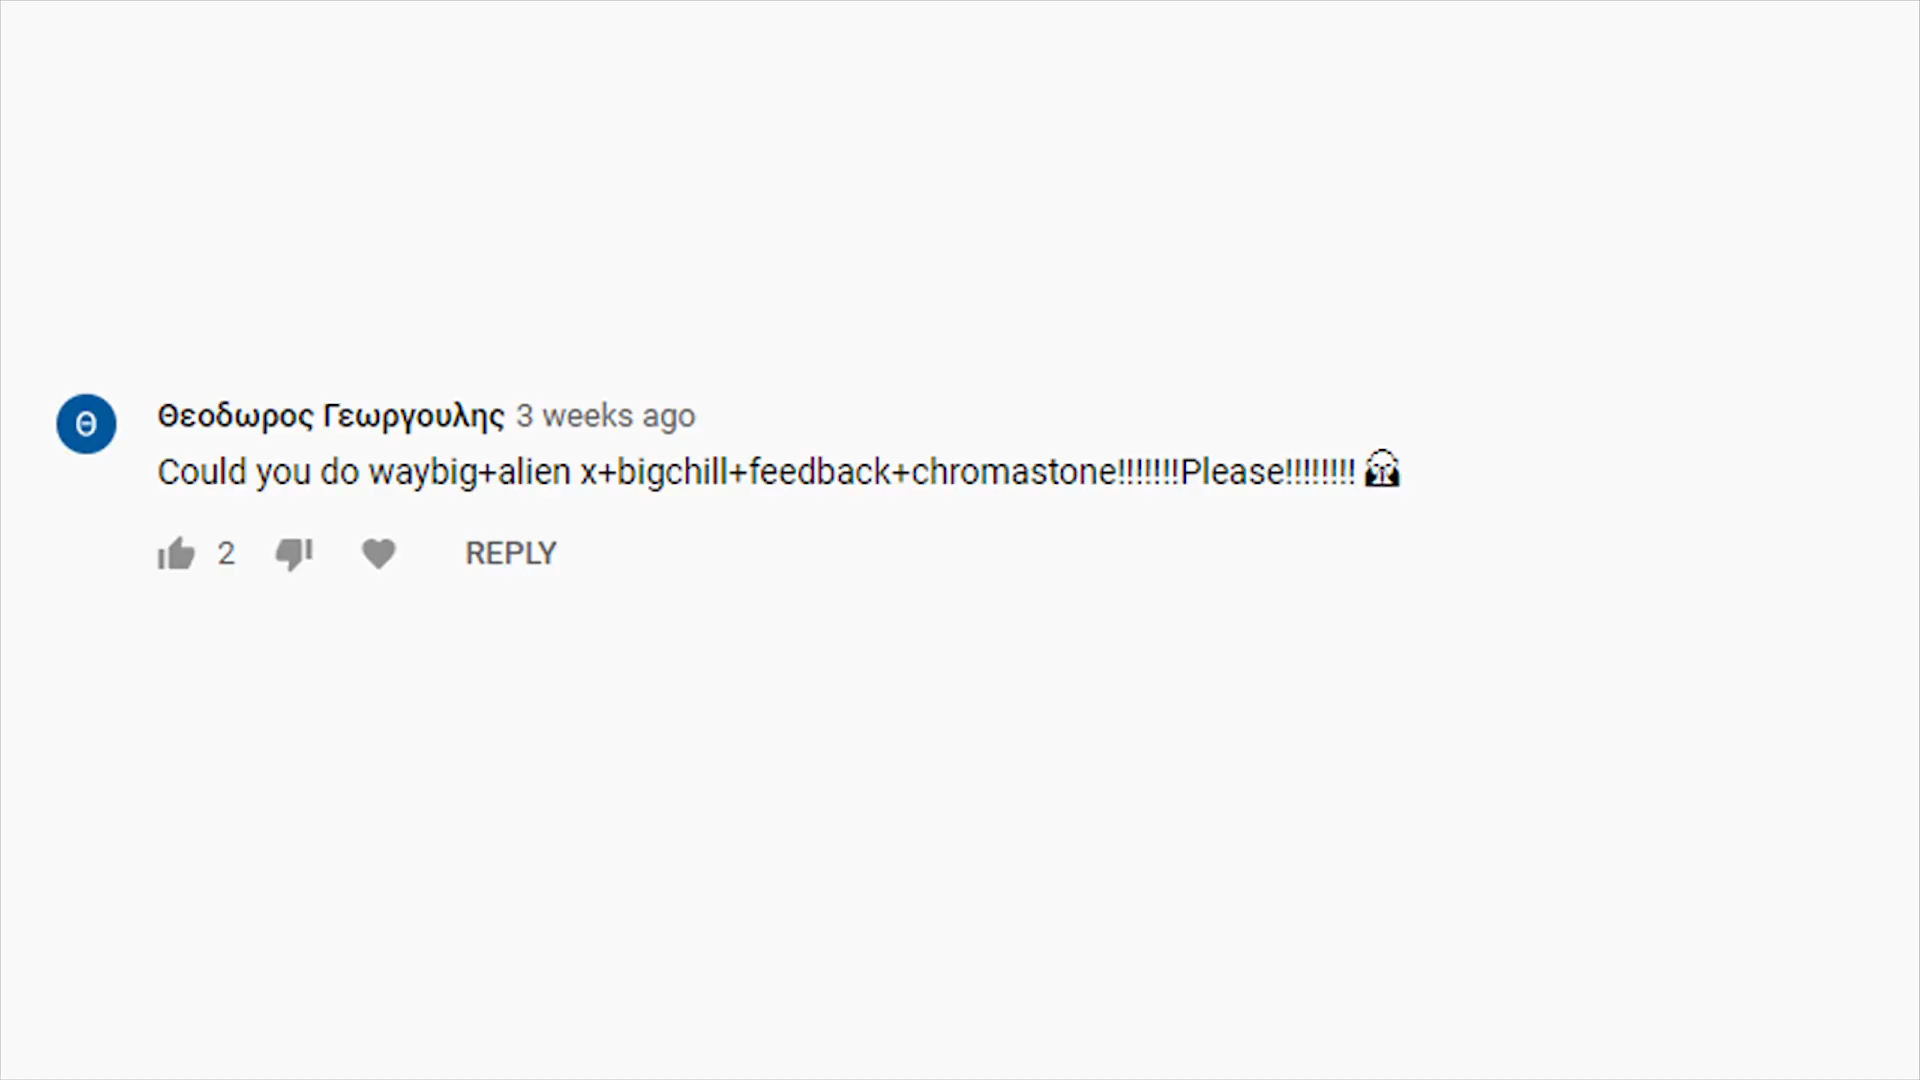 Θ
Θεοδωρος Γεωργουλης 3 weeks ago
Could you do waybig+alien x+bigchill+feedback+chromastone!!!!!!!Please!!!!!!!!
2
REPLY